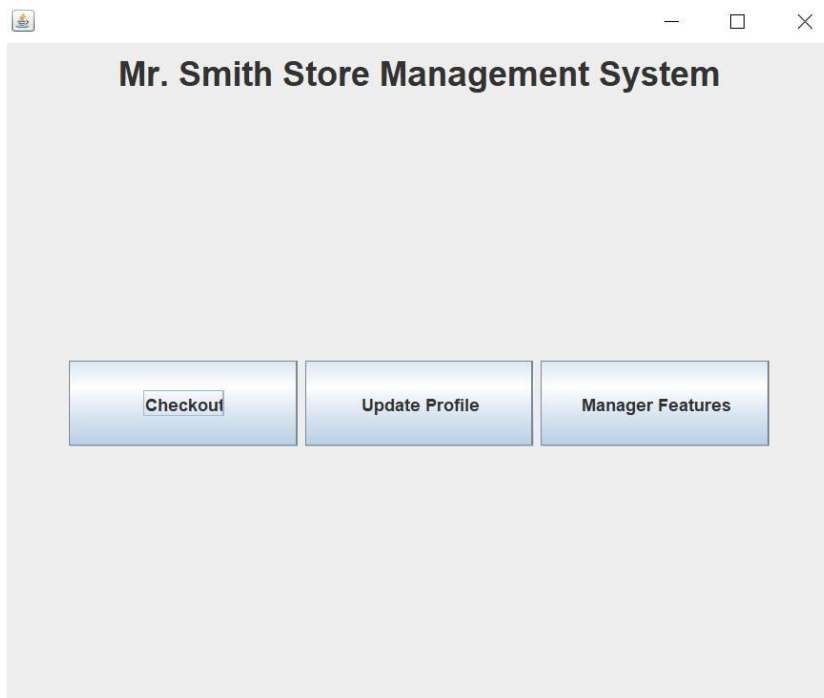 Mr. Smith Store Management System
Checkout
Update Profile
Manager Features